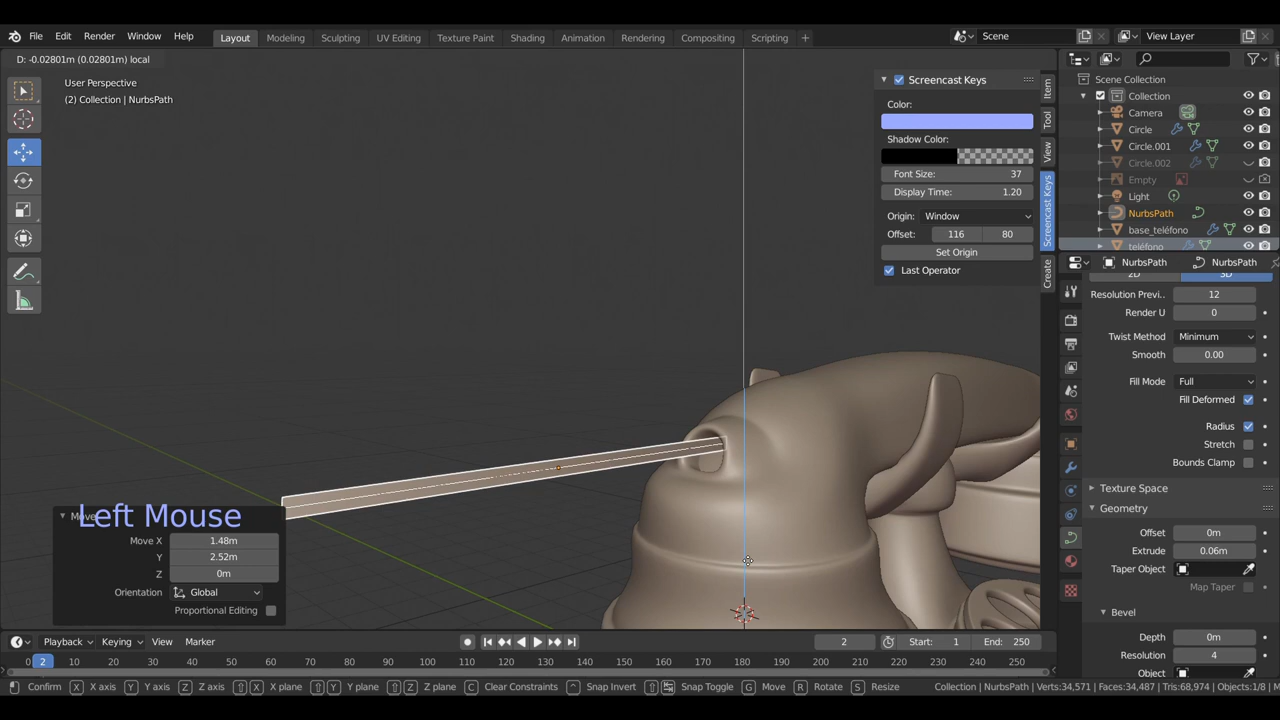 File Edit Render Window Help Layout Modeling Sculpting UV Editing Texture Paint Shading Animation Rendering Compositing Scripting + Scene View Layer
D: -0.02801m (0.02801m) local
User Perspective
(2) Collection | NurbsPath
Screencast Keys
Color:
Shadow Color:
Font Size: 37
Display Time: 1.20
Origin: Window
Offset: 116 80
Set Origin
Last Operator
Item
Tool
View
Screencast Keys
Create
Scene Collection
Collection
Camera
Circle
Circle.001
Circle.002
Empty
Light
NurbsPath
base_teléfono
teléfono
NurbsPath NurbsPath
2D 3D
Resolution Previ.. 12
Render U 0
Twist Method Minimum
Smooth 0.00
Fill Mode Full
Fill Deformed
Radius
Stretch
Bounds Clamp
Texture Space
Geometry
Offset 0m
Extrude 0.06m
Taper Object
Map Taper
Bevel
Depth 0m
Resolution 4
Object
Left Mouse
Move
Move X 1.48m
Y 2.52m
Z 0m
Orientation Global
Proportional Editing
Playback Keying View Marker 2 Start: 1 End: 250
0 2 10 20 30 40 50 60 70 80 90 100 110 120 130 140 150 160 170 180 190 200 210 220 230 240 250
Confirm X X axis Y Y axis Z Z axis X X plane Y Y plane Z Z plane C Clear Constraints Snap Invert Snap Toggle G Move R Rotate S Resize Collection | NurbsPath | Verts:34,571 | Faces:34,487 | Tris:68,974 | Objects:1/8 | M